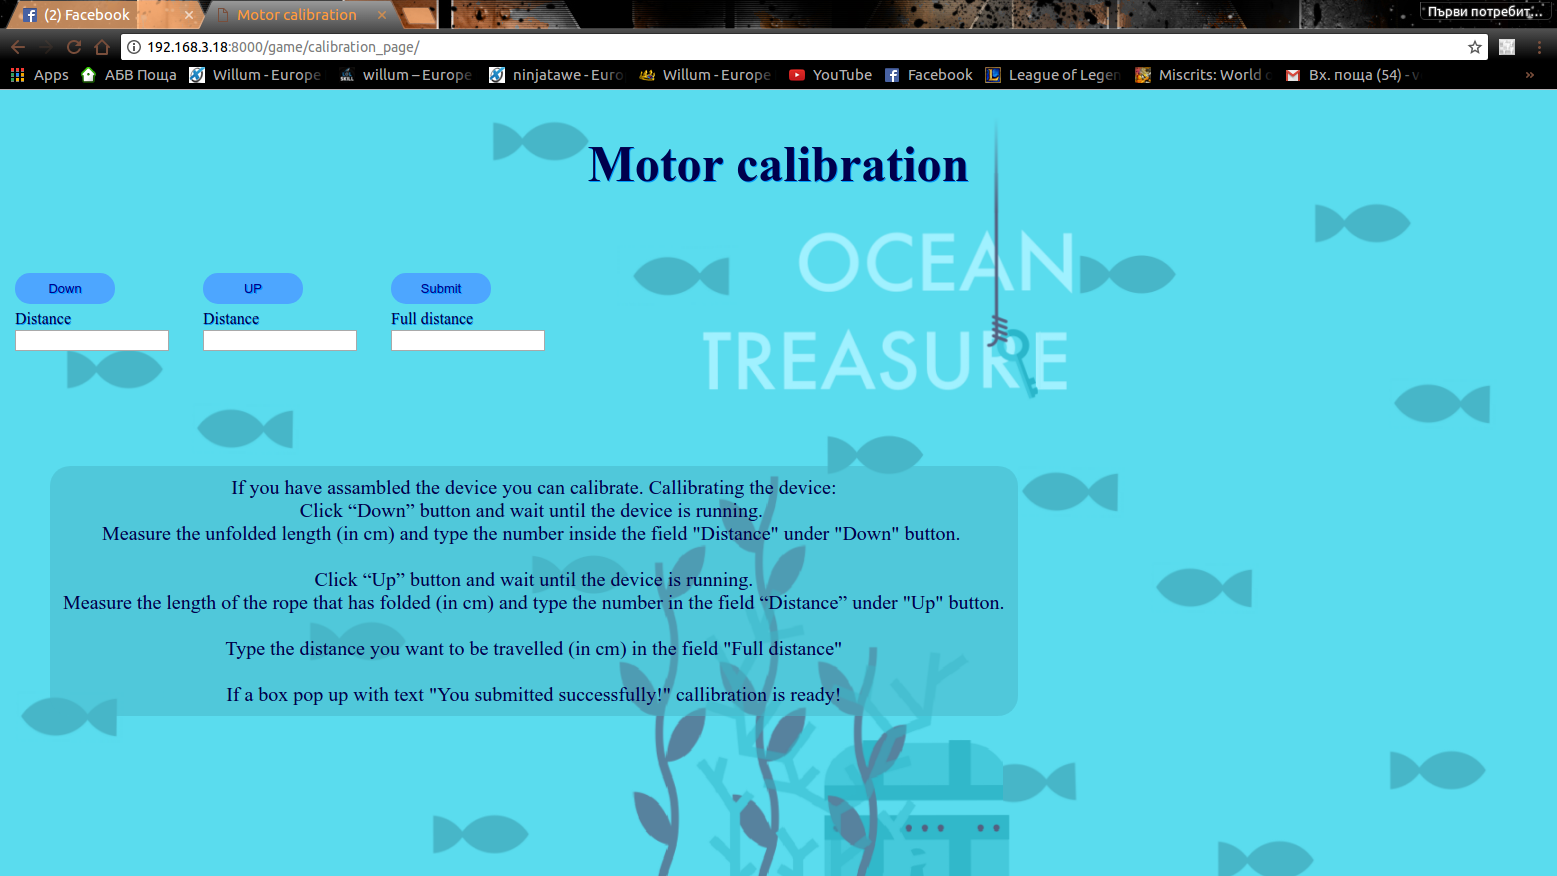 (2) Facebook
Motor calibration
Първи потребит...
192.168.3.18:8000/game/calibration_page/
Apps
АБВ Поща
Willum - Europe
willum – Europe
ninjatawe - Euro
Willum - Europe
YouTube
Facebook
League of Legen
Miscrits: World
Вх. поща (54) - v
»
Motor calibration
OCEAN
TREASURE
Down
UP
Submit
Distance
Distance
Full distance
If you have assambled the device you can calibrate. Callibrating the device:
Click “Down” button and wait until the device is running.
Measure the unfolded length (in cm) and type the number inside the field "Distance" under "Down" button.
Click “Up” button and wait until the device is running.
Measure the length of the rope that has folded (in cm) and type the number in the field “Distance” under "Up" button.
Type the distance you want to be travelled (in cm) in the field "Full distance"
If a box pop up with text "You submitted successfully!" callibration is ready!